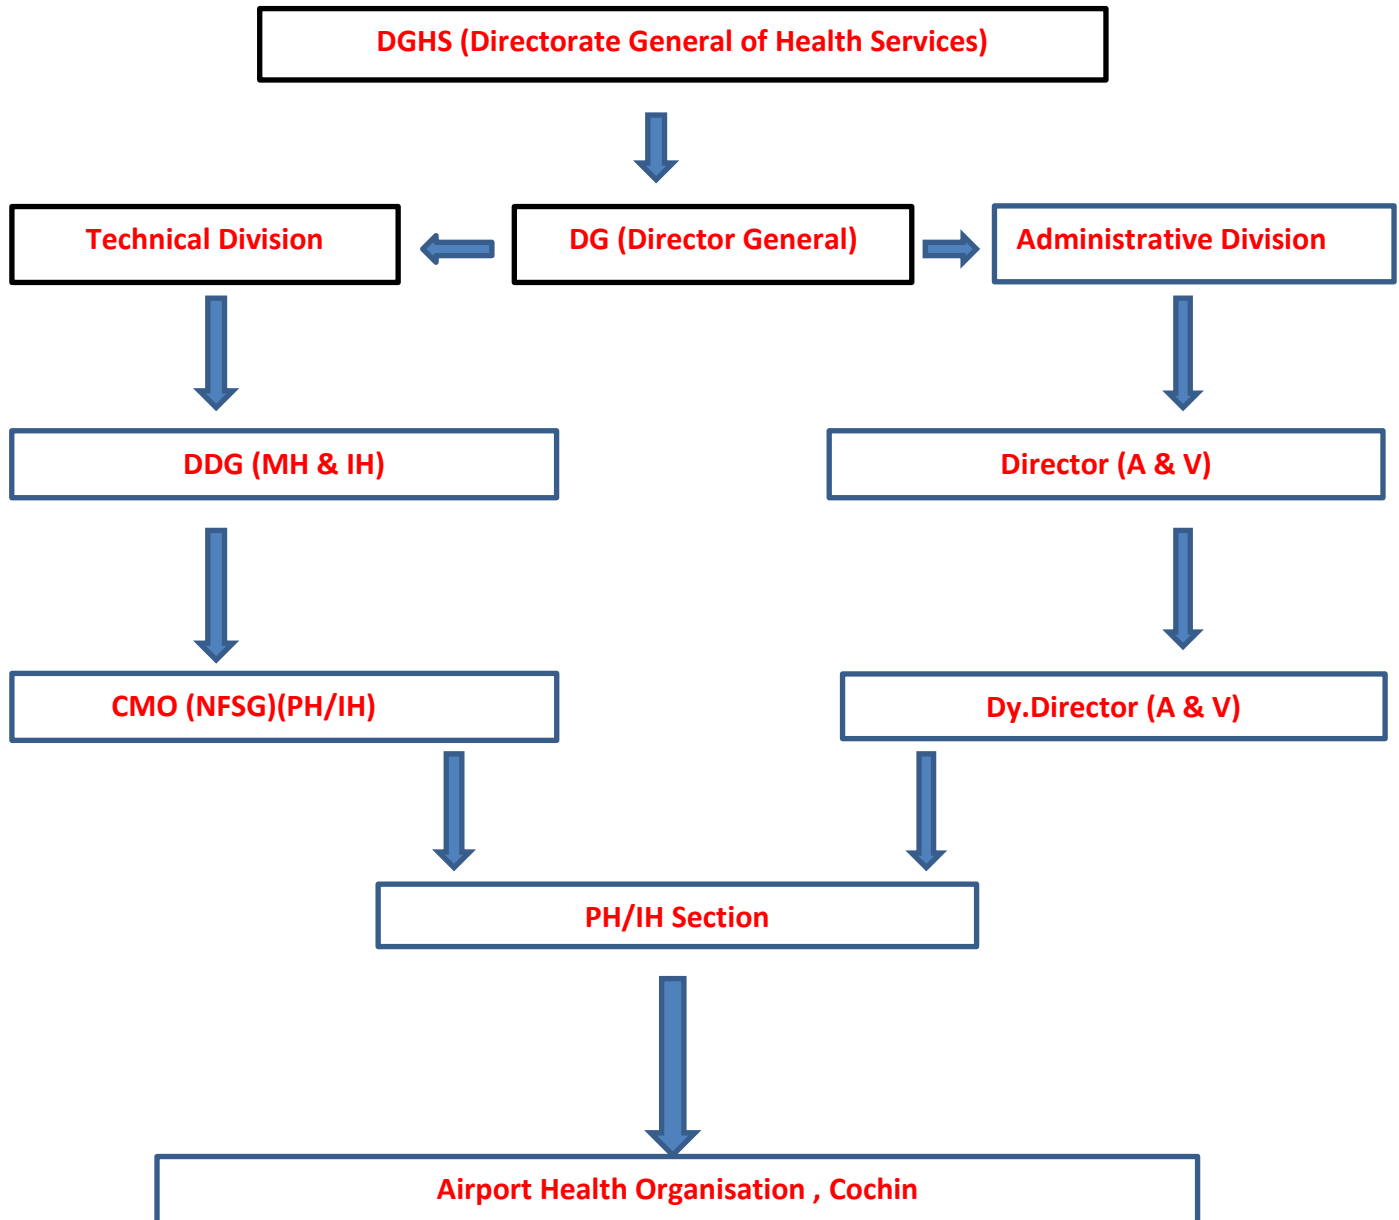 DGHS (Directorate General of Health Services)
Technical Division
DG (Director General)
Administrative Division
DDG (MH & IH)
Director (A & V)
CMO (NFSG)(PH/IH)
Dy.Director (A & V)
PH/IH Section
Airport Health Organisation , Cochin